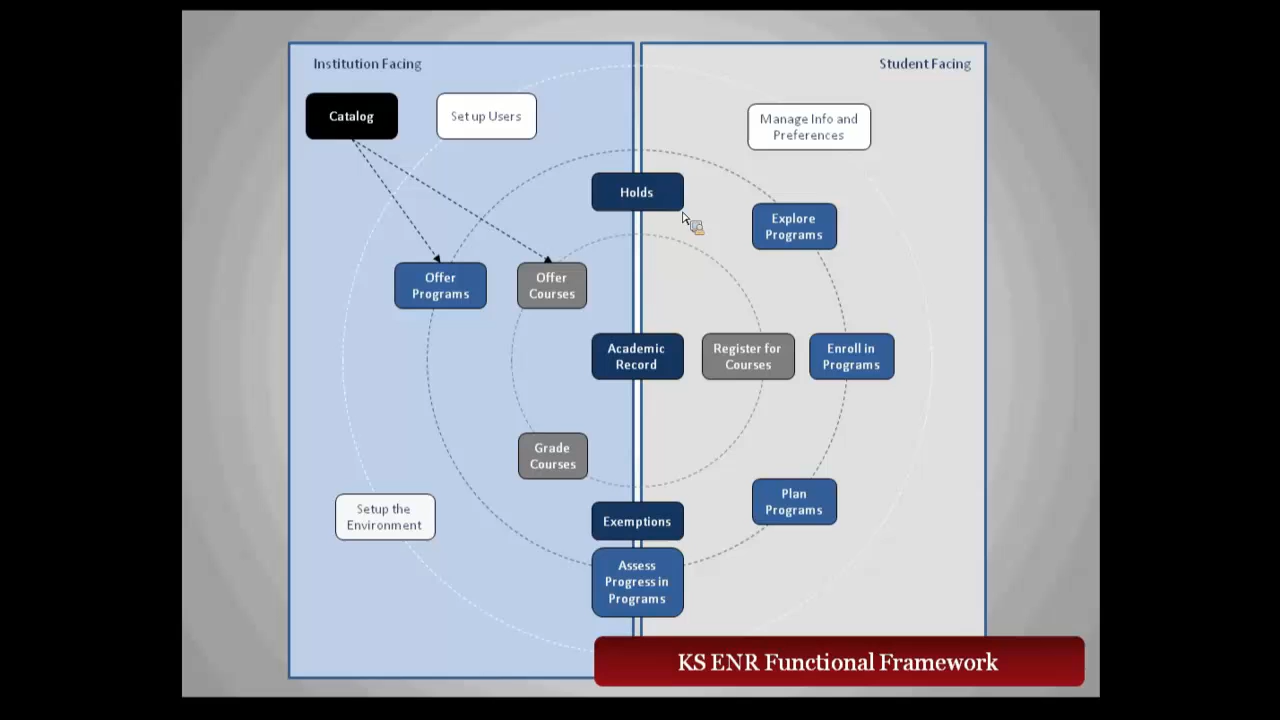 Institution Facing
Student Facing
Catalog
Set up Users
Manage Info and
Preferences
Holds
Explore
Programs
Offer
Programs
Offer
Courses
Academic
Record
Register for
Courses
Enroll in
Programs
Grade
Courses
Setup the
Environment
Plan
Programs
Exemptions
Assess
Progress in
Programs
KS ENR Functional Framework